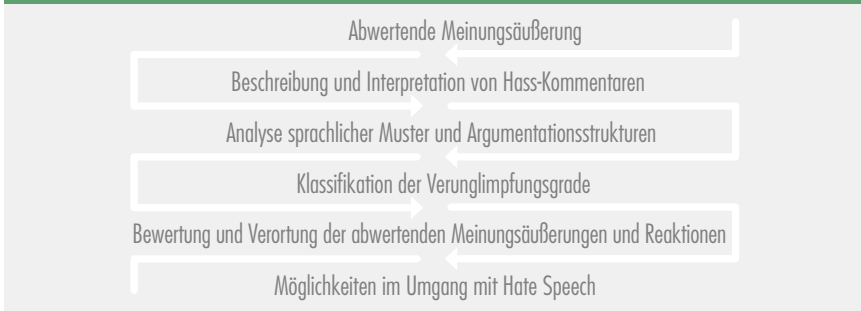 Abwertende Meinungsäußerung
Beschreibung und Interpretation von Hass-Kommentaren
Analyse sprachlicher Muster und Argumentationsstrukturen
Klassifikation der Verunglimpfungsgrade
Bewertung und Verortung der abwertenden Meinungsäußerungen und Reaktionen
Möglichkeiten im Umgang mit Hate Speech